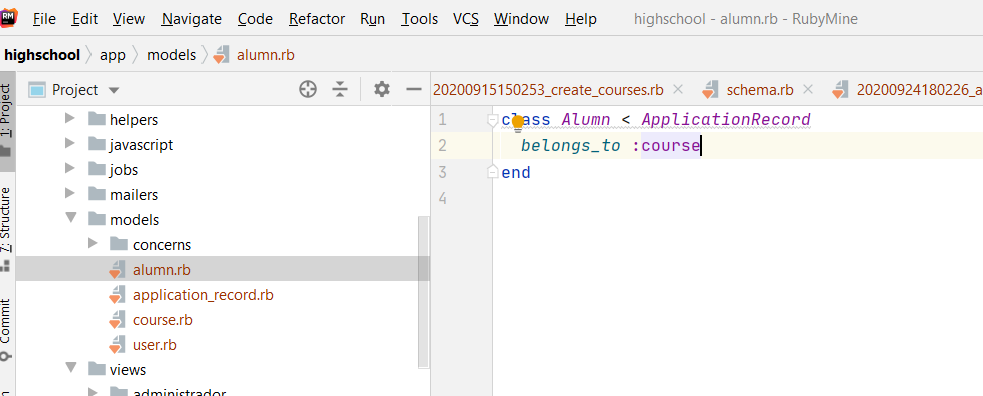 RM File Edit View Navigate Code Refactor Run Tools VCS Window Help highschool - alumn.rb - RubyMine
highschool app models alumn.rb
1: Project
7: Structure
Commit
Project
helpers
javascript
jobs
mailers
models
concerns
alumn.rb
application_record.rb
course.rb
user.rb
views
administrador
20200915150253_create_courses.rb schema.rb 20200924180226_a
1 class Alumn < ApplicationRecord
2 belongs_to :course
3 end
4